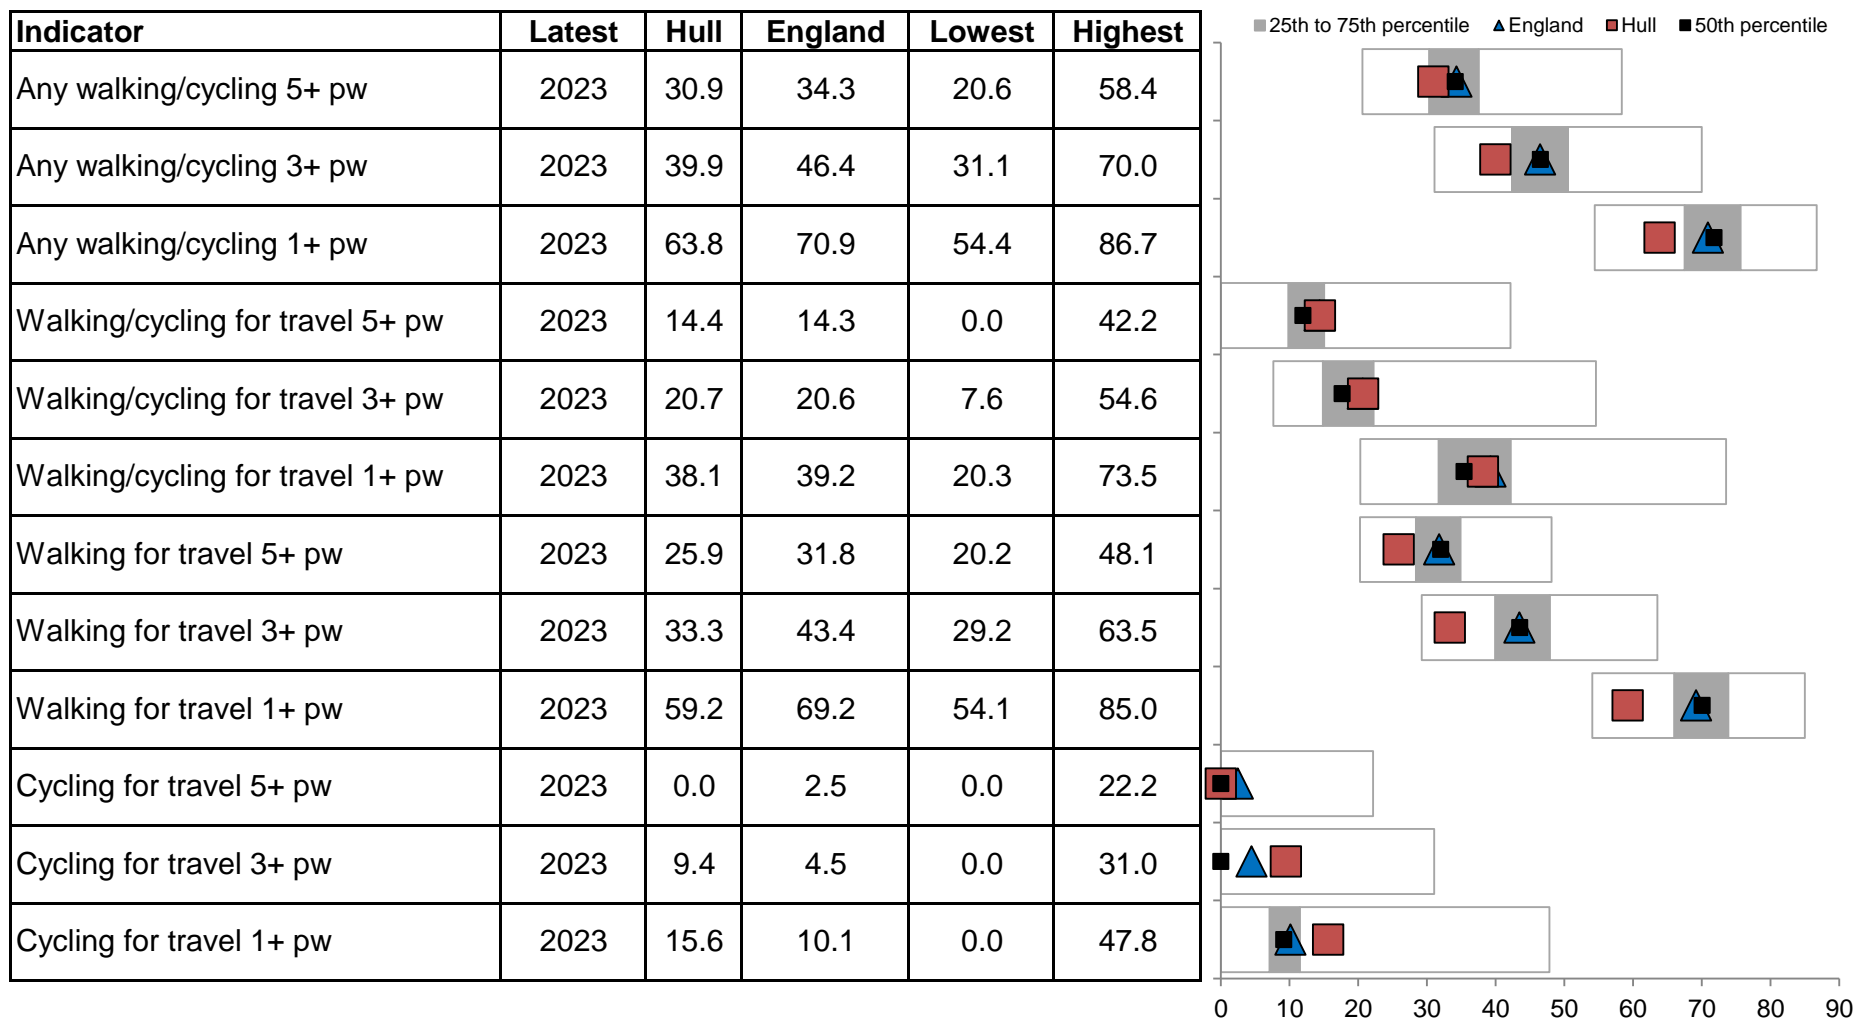 Indicator Latest Hull England Lowest Highest
25th to 75th percentile England Hull 50th percentile
Any walking/cycling 5+ pw 2023 30.9 34.3 20.6 58.4
Any walking/cycling 3+ pw 2023 39.9 46.4 31.1 70.0
Any walking/cycling 1+ pw 2023 63.8 70.9 54.4 86.7
Walking/cycling for travel 5+ pw 2023 14.4 14.3 0.0 42.2
Walking/cycling for travel 3+ pw 2023 20.7 20.6 7.6 54.6
Walking/cycling for travel 1+ pw 2023 38.1 39.2 20.3 73.5
Walking for travel 5+ pw 2023 25.9 31.8 20.2 48.1
Walking for travel 3+ pw 2023 33.3 43.4 29.2 63.5
Walking for travel 1+ pw 2023 59.2 69.2 54.1 85.0
Cycling for travel 5+ pw 2023 0.0 2.5 0.0 22.2
Cycling for travel 3+ pw 2023 9.4 4.5 0.0 31.0
Cycling for travel 1+ pw 2023 15.6 10.1 0.0 47.8
0 10 20 30 40 50 60 70 80 90